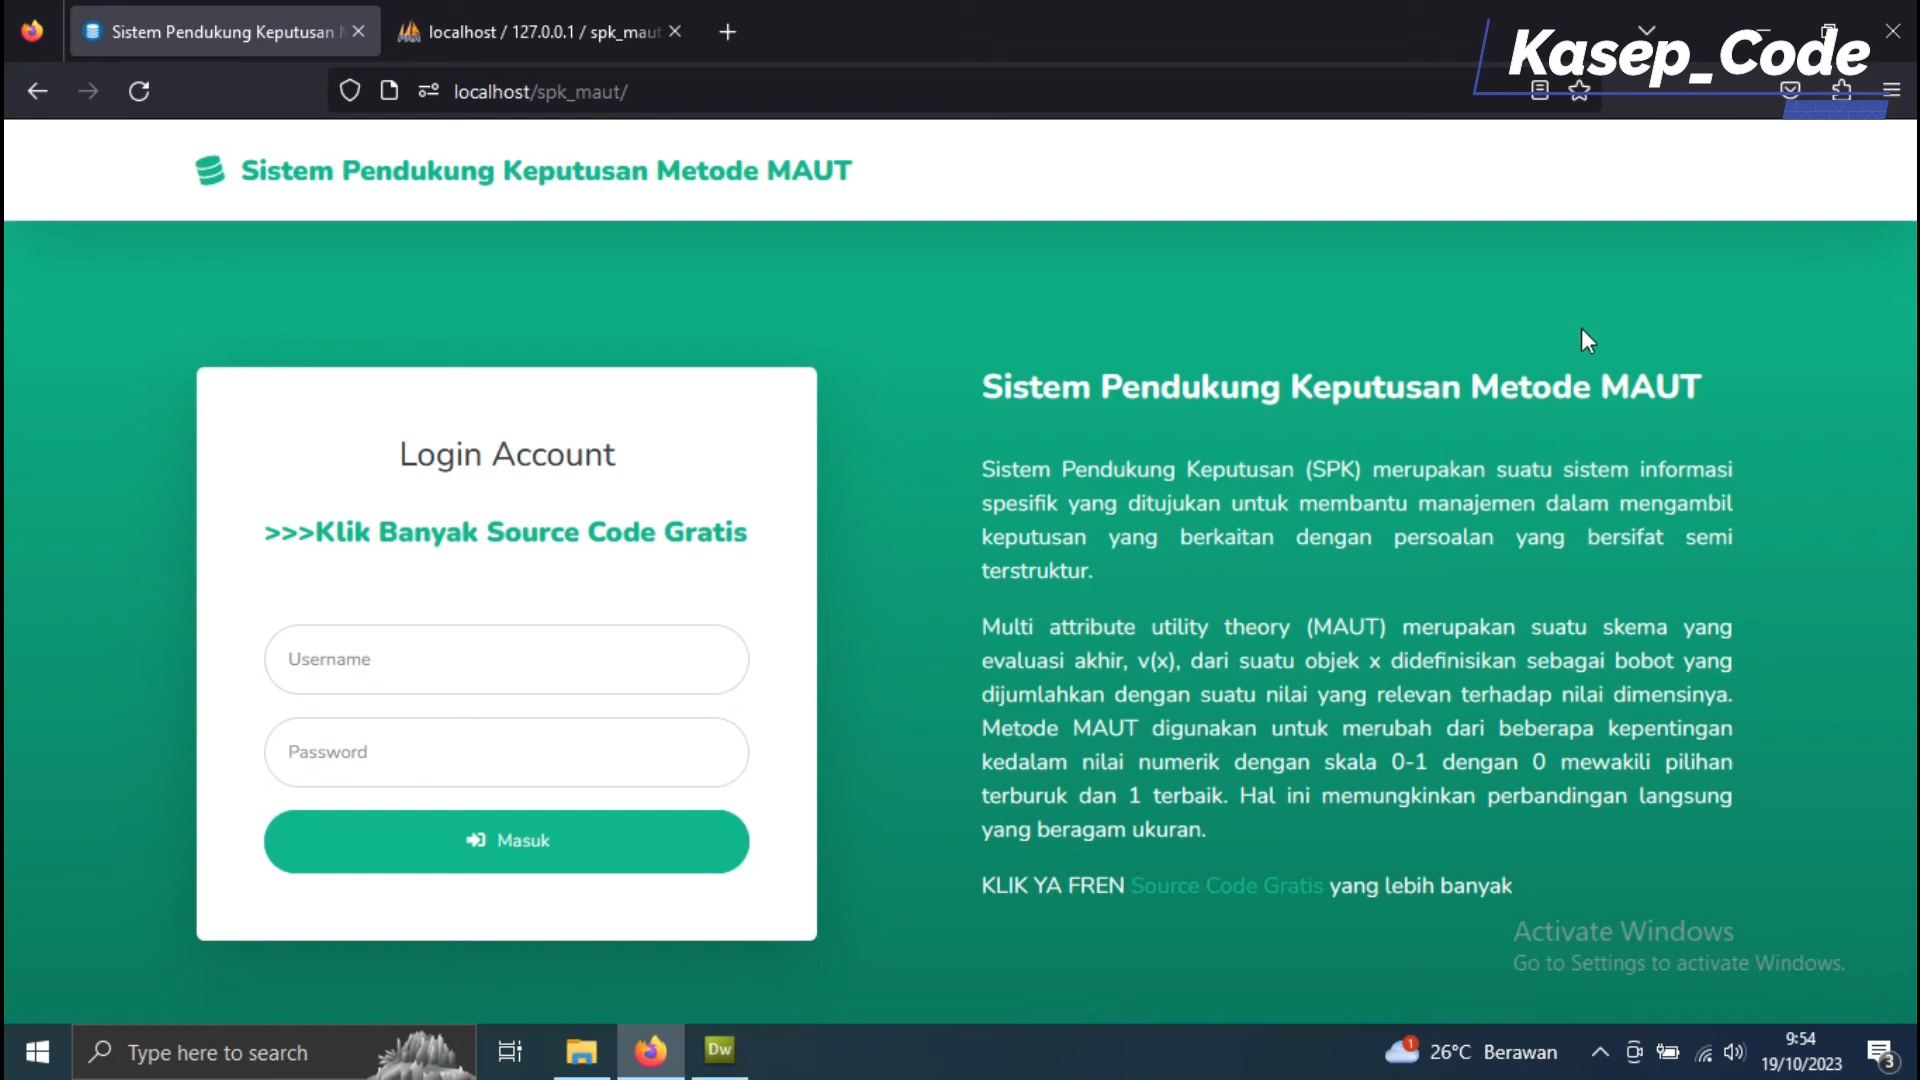 Sistem Pendukung Keputusan M
localhost / 127.0.0.1 / spk_maut
Kasep_Code
localhost/spk_maut/
Sistem Pendukung Keputusan Metode MAUT
Login Account
>>>Klik Banyak Source Code Gratis
Username
Password
Masuk
Sistem Pendukung Keputusan Metode MAUT
Sistem Pendukung Keputusan (SPK) merupakan suatu sistem informasi
spesifik yang ditujukan untuk membantu manajemen dalam mengambil
keputusan yang berkaitan dengan persoalan yang bersifat semi
terstruktur.
Multi attribute utility theory (MAUT) merupakan suatu skema yang
evaluasi akhir, v(x), dari suatu objek x didefinisikan sebagai bobot yang
dijumlahkan dengan suatu nilai yang relevan terhadap nilai dimensinya.
Metode MAUT digunakan untuk merubah dari beberapa kepentingan
kedalam nilai numerik dengan skala 0-1 dengan 0 mewakili pilihan
terburuk dan 1 terbaik. Hal ini memungkinkan perbandingan langsung
yang beragam ukuran.
KLIK YA FREN Source Code Gratis yang lebih banyak
Activate Windows
Go to Settings to activate Windows.
Type here to search
Dw
1
26°C Berawan
9:54
19/10/2023
3